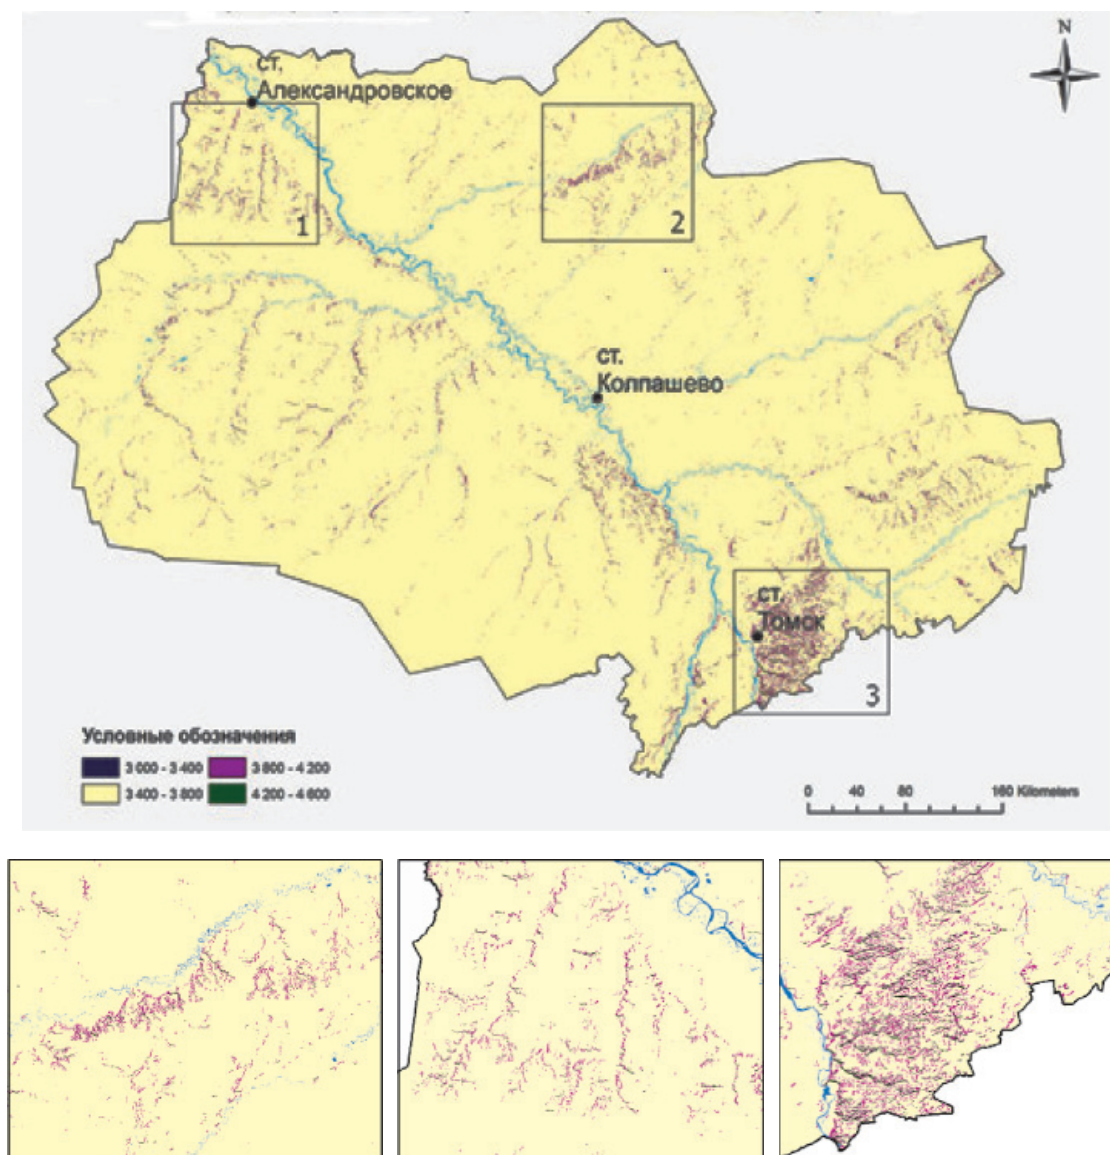 N
ст.
Александровское
1
2
ст.
Колпашево
ст.
Томск
3
Условные обозначения
3 000 - 3 400 3 800 - 4 200
3 400 - 3 800 4 200 - 4 600
0 40 80 160 Kilometers